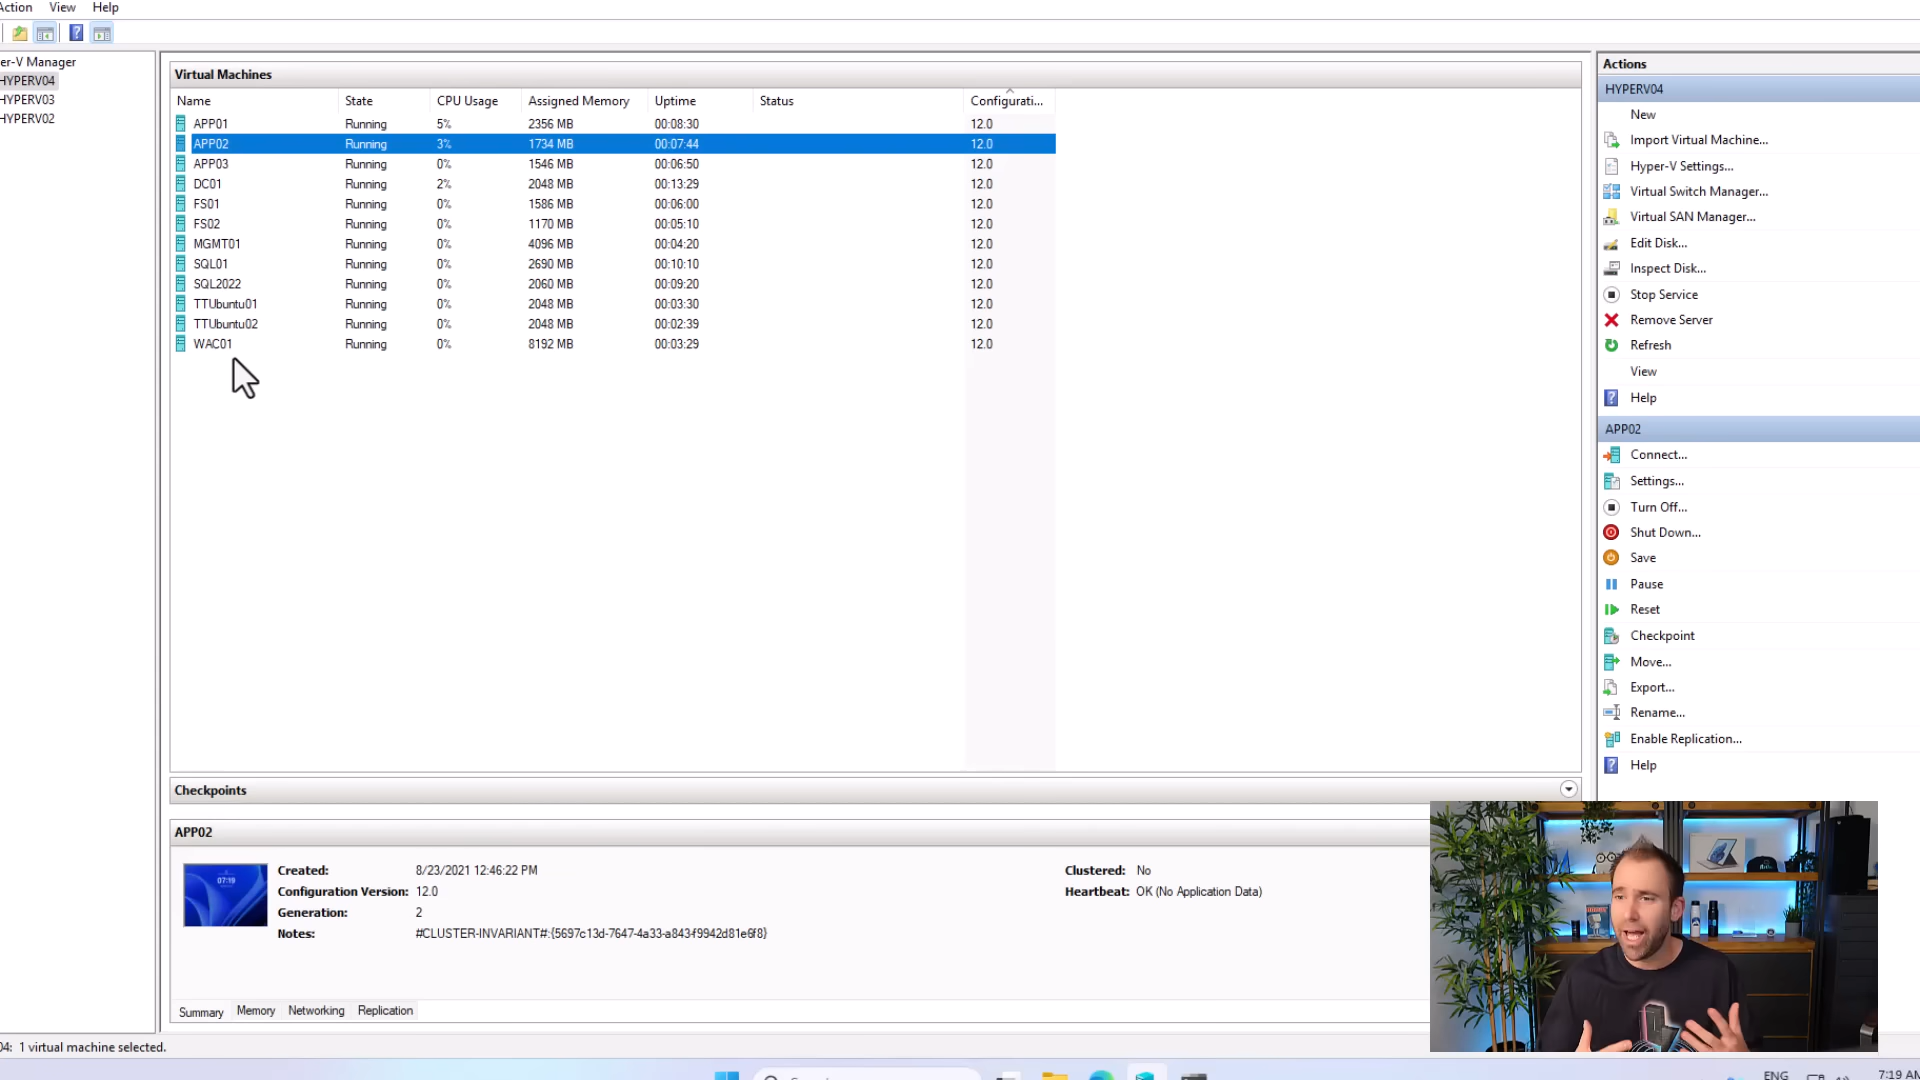 Action View Help
er-V Manager
HYPERV04
HYPERV03
HYPERV02
Virtual Machines
Name State CPU Usage Assigned Memory Uptime Status Configurati...
APP01 Running 5% 2356 MB 00:08:30 12.0
APP02 Running 3% 1734 MB 00:07:44 12.0
APP03 Running 0% 1546 MB 00:06:50 12.0
DC01 Running 2% 2048 MB 00:13:29 12.0
FS01 Running 0% 1586 MB 00:06:00 12.0
FS02 Running 0% 1170 MB 00:05:10 12.0
MGMT01 Running 0% 4096 MB 00:04:20 12.0
SQL01 Running 0% 2690 MB 00:10:10 12.0
SQL2022 Running 0% 2060 MB 00:09:20 12.0
TTUbuntu01 Running 0% 2048 MB 00:03:30 12.0
TTUbuntu02 Running 0% 2048 MB 00:02:39 12.0
WAC01 Running 0% 8192 MB 00:03:29 12.0
Checkpoints
APP02
07:19
Created: 8/23/2021 12:46:22 PM
Configuration Version: 12.0
Generation: 2
Notes: #CLUSTER-INVARIANT#:{5697c13d-7647-4a33-a843-f9942d81e6f8}
Clustered: No
Heartbeat: OK (No Application Data)
Summary Memory Networking Replication
04: 1 virtual machine selected.
Actions
HYPERV04
New
Import Virtual Machine...
Hyper-V Settings...
Virtual Switch Manager...
Virtual SAN Manager...
Edit Disk...
Inspect Disk...
Stop Service
Remove Server
Refresh
View
Help
APP02
Connect...
Settings...
Turn Off...
Shut Down...
Save
Pause
Reset
Checkpoint
Move...
Export...
Rename...
Enable Replication...
Help
ENG
7:19 AM